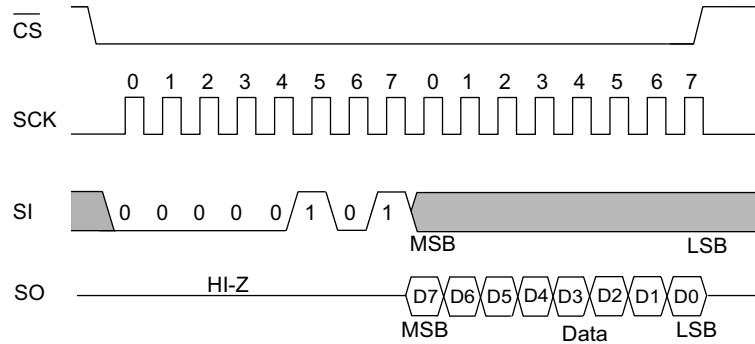 CS
0 1 2 3 4 5 6 7 0 1 2 3 4 5 6 7
SCK
SI 0 0 0 0 0 1 0 1
MSB LSB
HI-Z
SO D7 D6 D5 D4 D3 D2 D1 D0
MSB Data LSB